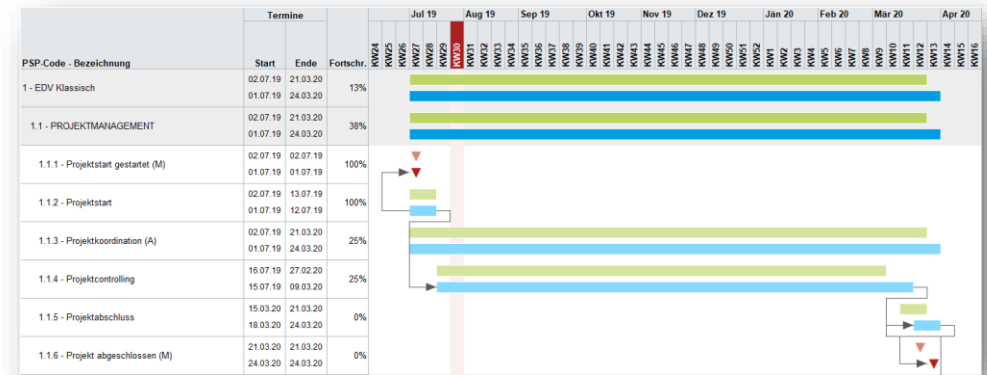 Termine
Jul 19 Aug 19 Sep 19 Okt 19 Nov 19 Dez 19 Jän 20 Feb 20 Mär 20 Apr 20
PSP-Code - Bezeichnung Start Ende Fortschr. KW24 KW25 KW26 KW27 KW28 KW29 KW30 KW31 KW32 KW33 KW34 KW35 KW36 KW37 KW38 KW39 KW40 KW41 KW42 KW43 KW44 KW45 KW46 KW47 KW48 KW49 KW50 KW51 KW52 KW1 KW2 KW3 KW4 KW5 KW6 KW7 KW8 KW9 KW10 KW11 KW12 KW13 KW14 KW15 KW16
02.07.19 21.03.20
1 - EDV Klassisch 13%
01.07.19 24.03.20
02.07.19 21.03.20
1.1 - PROJEKTMANAGEMENT 38%
01.07.19 24.03.20
02.07.19 02.07.19
1.1.1 - Projektstart gestartet (M) 100%
01.07.19 01.07.19
02.07.19 13.07.19
1.1.2 - Projektstart 100%
01.07.19 12.07.19
02.07.19 21.03.20
1.1.3 - Projektkoordination (A) 25%
01.07.19 24.03.20
16.07.19 27.02.20
1.1.4 - Projektcontrolling 25%
15.07.19 09.03.20
15.03.20 21.03.20
1.1.5 - Projektabschluss 0%
18.03.20 24.03.20
21.03.20 21.03.20
1.1.6 - Projekt abgeschlossen (M) 0%
24.03.20 24.03.20